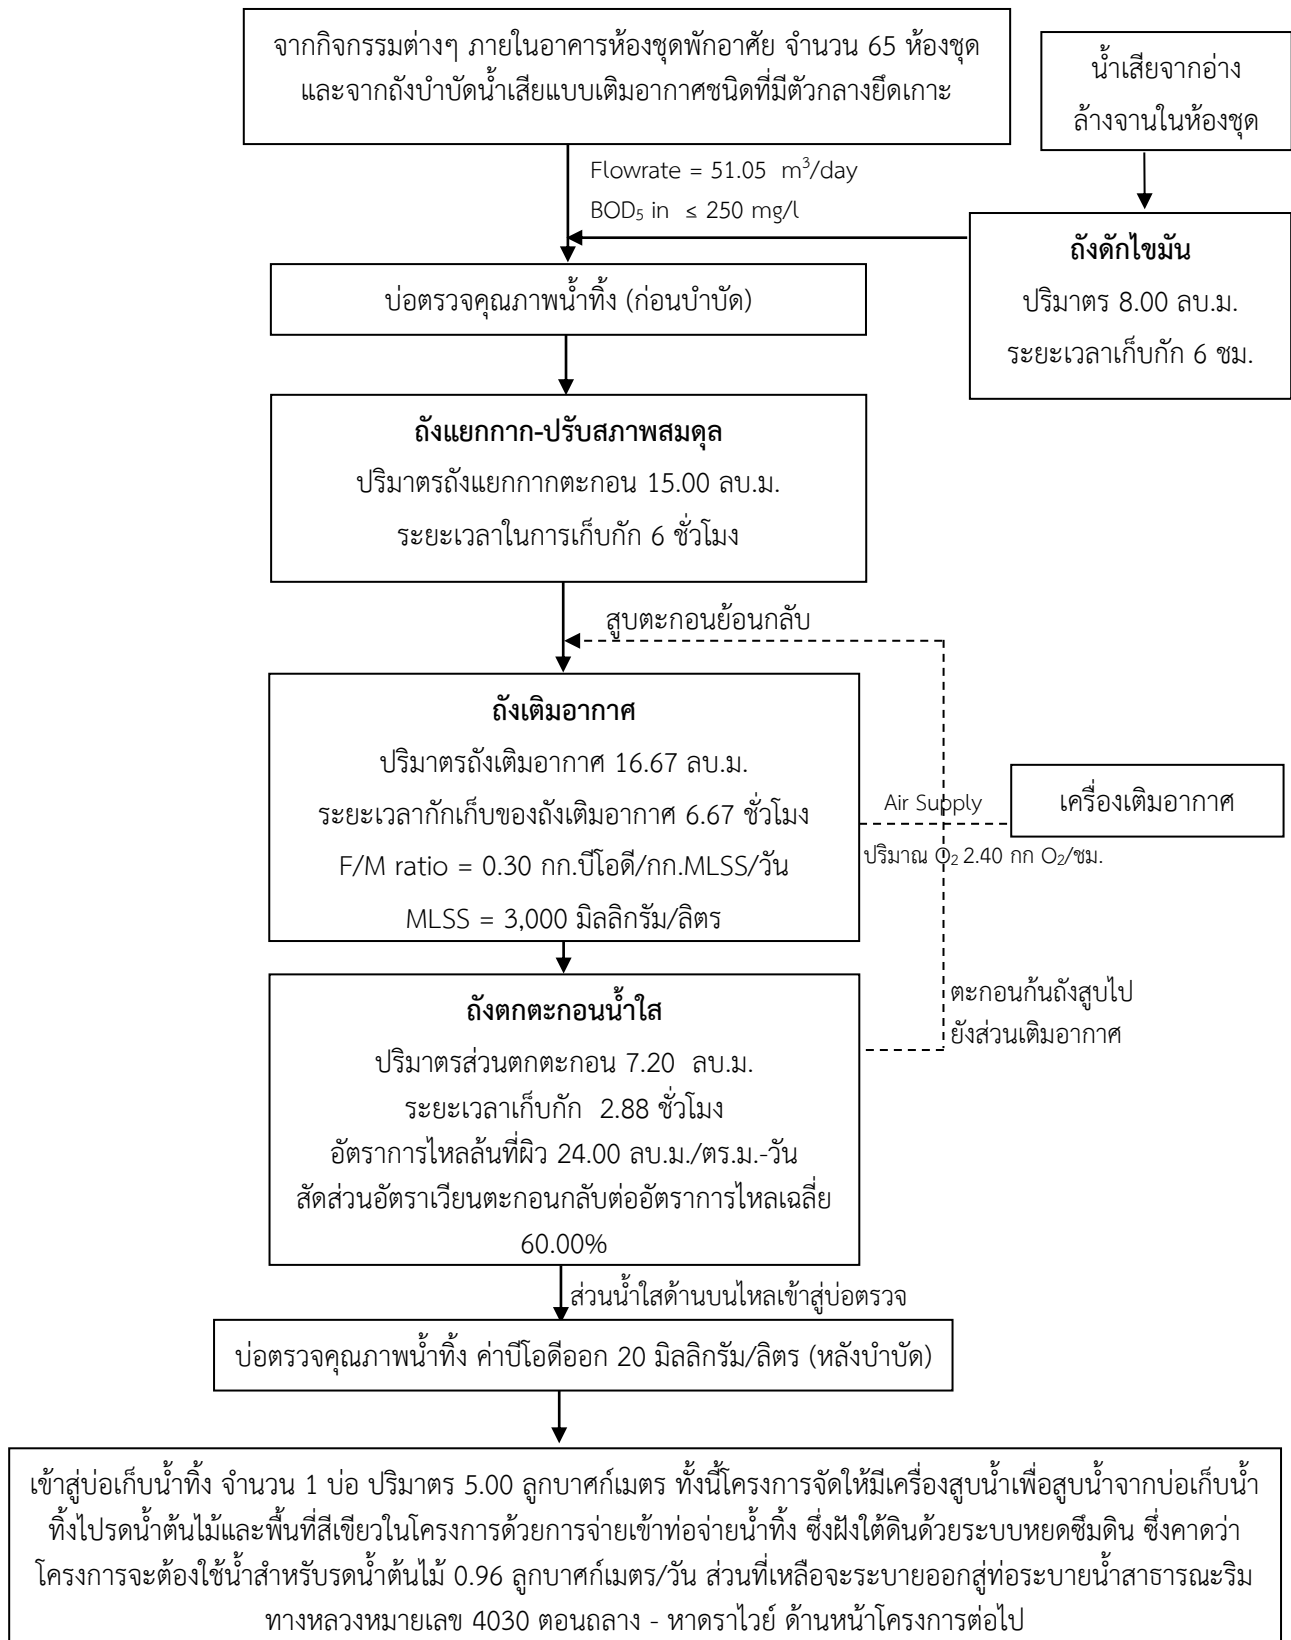 จากกิจกรรมต่างๆ ภายในอาคารห้องชุดพักอาศัย จำนวน 65 ห้องชุด
และจากถังบำบัดน้ำเสียแบบเติมอากาศชนิดที่มีตัวกลางยึดเกาะ
น้ำเสียจากอ่าง
ล้างจานในห้องชุด
Flowrate = 51.05 m³/day
BOD₅ in ≤ 250 mg/l
ถังดักไขมัน
ปริมาตร 8.00 ลบ.ม.
ระยะเวลาเก็บกัก 6 ชม.
บ่อตรวจคุณภาพน้ำทิ้ง (ก่อนบำบัด)
ถังแยกกาก-ปรับสภาพสมดุล
ปริมาตรถังแยกกากตะกอน 15.00 ลบ.ม.
ระยะเวลาในการเก็บกัก 6 ชั่วโมง
สูบตะกอนย้อนกลับ
ถังเติมอากาศ
ปริมาตรถังเติมอากาศ 16.67 ลบ.ม.
ระยะเวลากักเก็บของถังเติมอากาศ 6.67 ชั่วโมง
F/M ratio = 0.30 กก.บีโอดี/กก.MLSS/วัน
MLSS = 3,000 มิลลิกรัม/ลิตร
Air Supply
ปริมาณ O₂ 2.40 กก O₂/ชม.
เครื่องเติมอากาศ
ถังตกตะกอนน้ำใส
ปริมาตรส่วนตกตะกอน 7.20 ลบ.ม.
ระยะเวลาเก็บกัก 2.88 ชั่วโมง
อัตราการไหลล้นที่ผิว 24.00 ลบ.ม./ตร.ม.-วัน
สัดส่วนอัตราเวียนตะกอนกลับต่ออัตราการไหลเฉลี่ย
60.00%
ตะกอนก้นถังสูบไป
ยังส่วนเติมอากาศ
ส่วนน้ำใสด้านบนไหลเข้าสู่บ่อตรวจ
บ่อตรวจคุณภาพน้ำทิ้ง ค่าบีโอดีออก 20 มิลลิกรัม/ลิตร (หลังบำบัด)
เข้าสู่บ่อเก็บน้ำทิ้ง จำนวน 1 บ่อ ปริมาตร 5.00 ลูกบาศก์เมตร ทั้งนี้โครงการจัดให้มีเครื่องสูบน้ำเพื่อสูบน้ำจากบ่อเก็บน้ำ
ทิ้งไปรดน้ำต้นไม้และพื้นที่สีเขียวในโครงการด้วยการจ่ายเข้าท่อจ่ายน้ำทิ้ง ซึ่งฝังใต้ดินด้วยระบบหยดซึมดิน ซึ่งคาดว่า
โครงการจะต้องใช้น้ำสำหรับรดน้ำต้นไม้ 0.96 ลูกบาศก์เมตร/วัน ส่วนที่เหลือจะระบายออกสู่ท่อระบายน้ำสาธารณะริม
ทางหลวงหมายเลข 4030 ตอนถลาง - หาดราไวย์ ด้านหน้าโครงการต่อไป